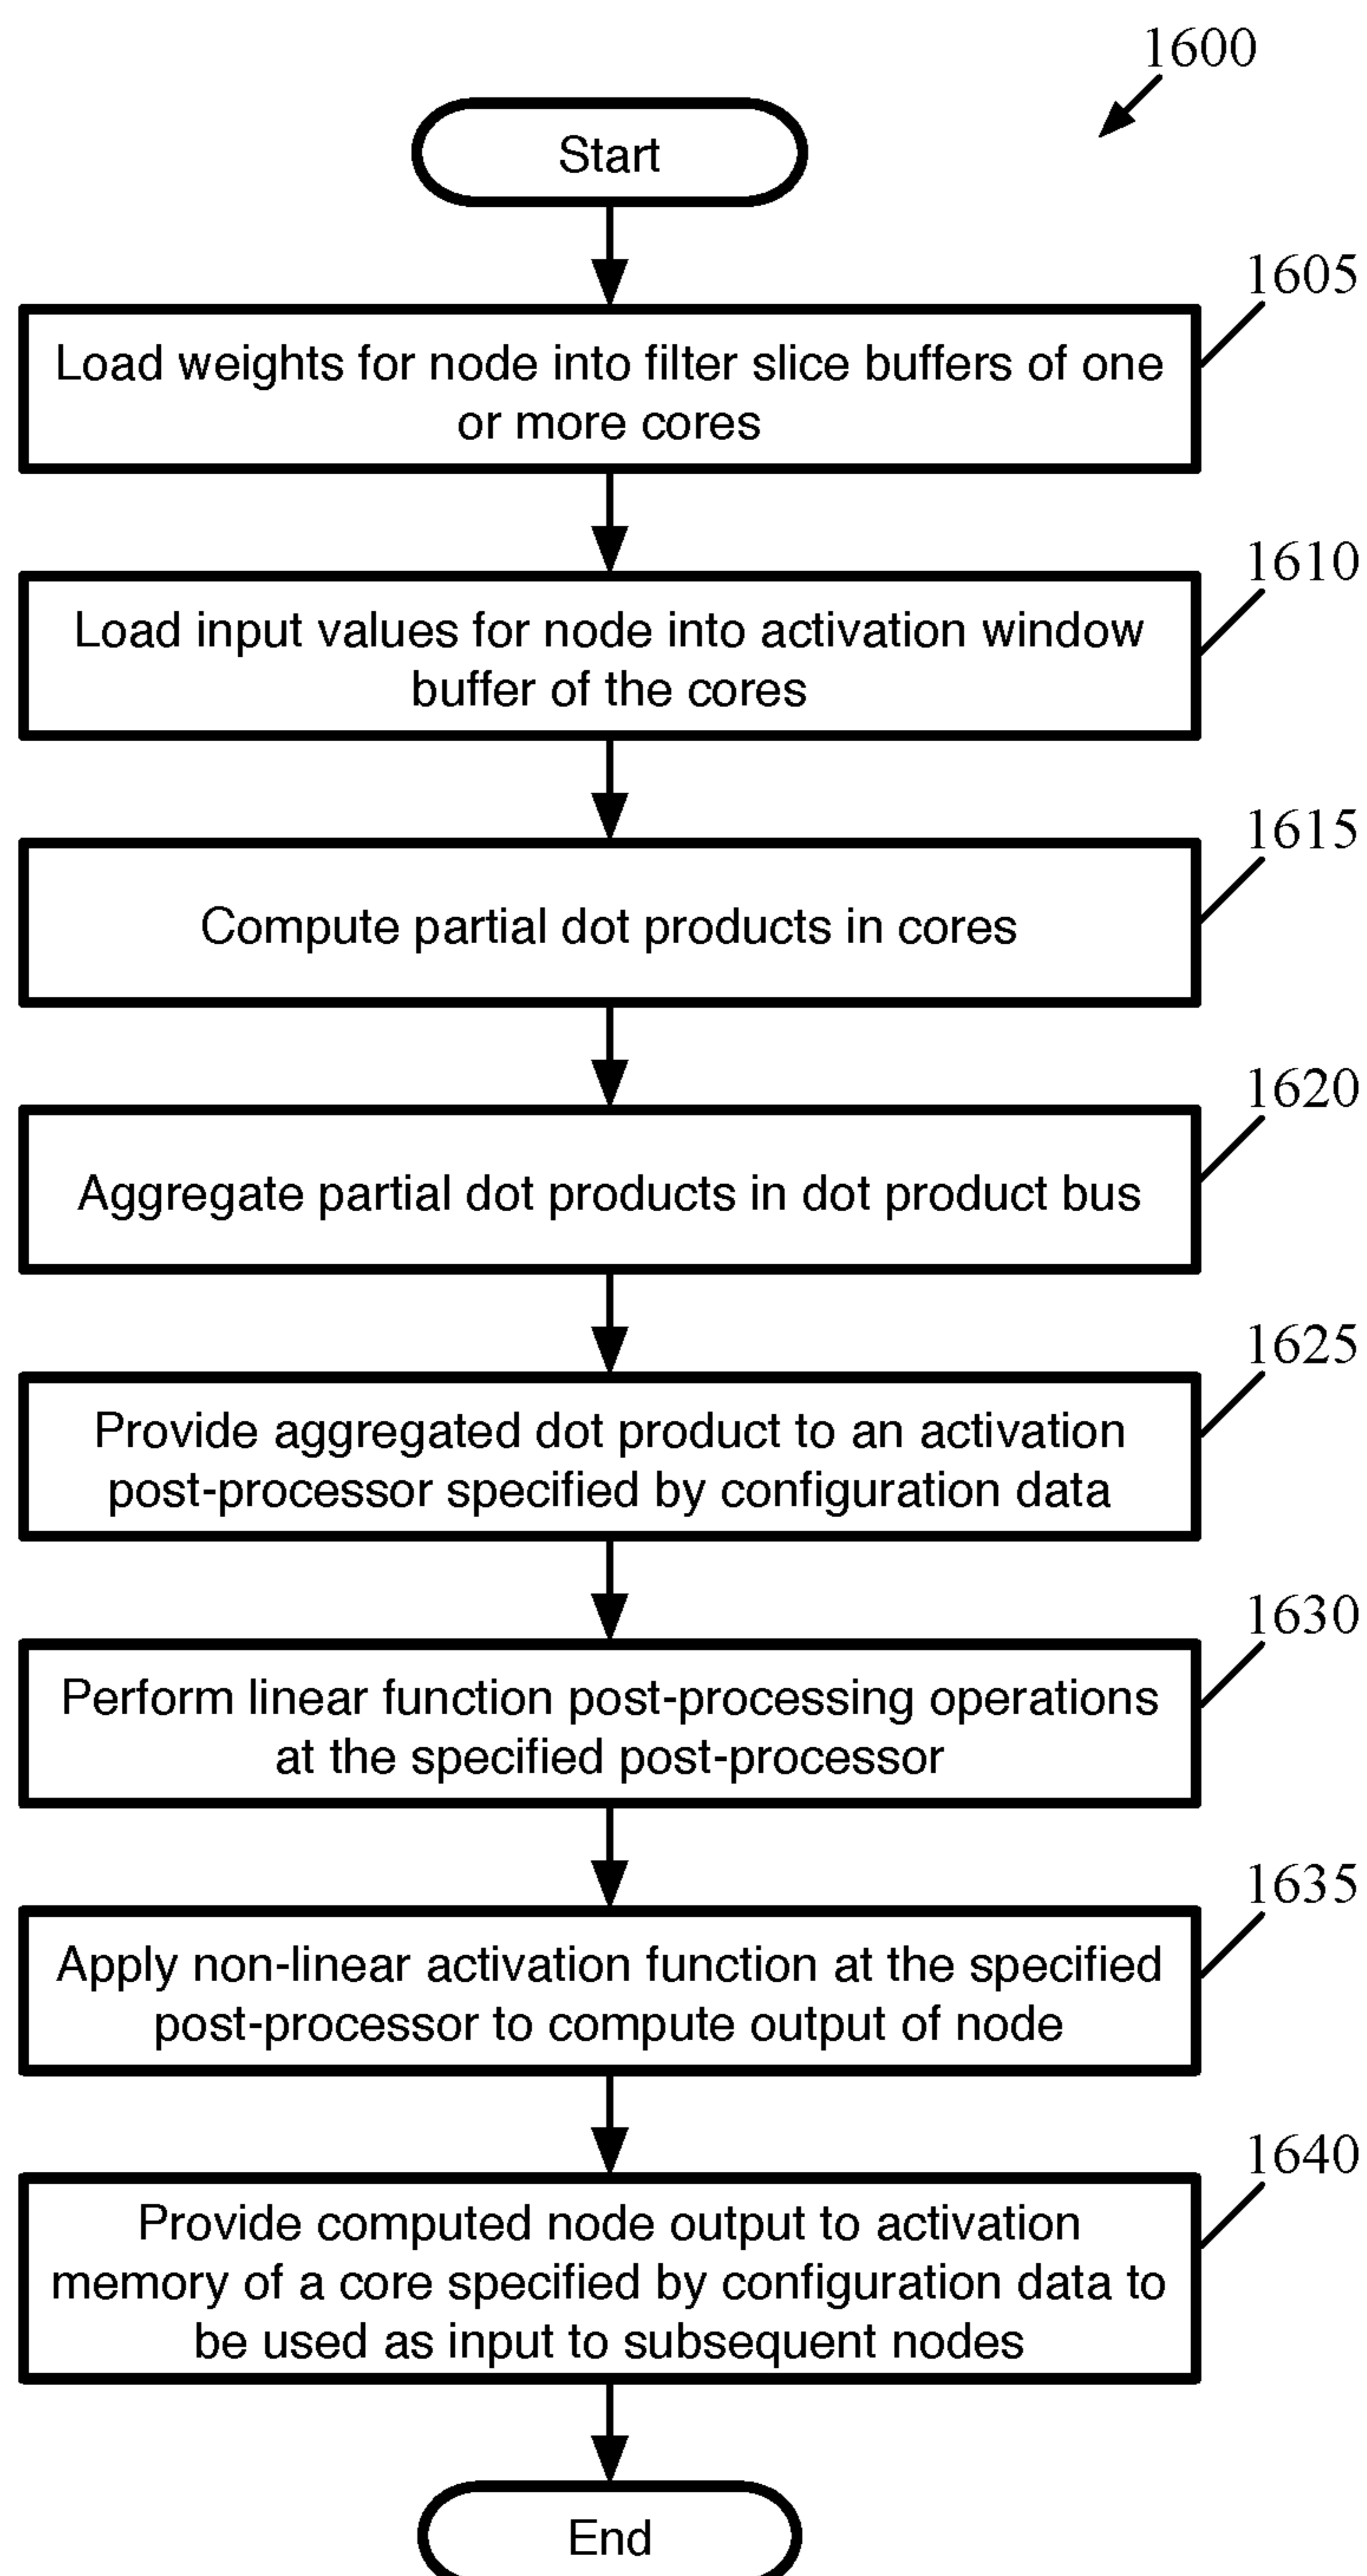 1600
Start
1605
Load weights for node into filter slice buffers of one
or more cores
1610
Load input values for node into activation window
buffer of the cores
1615
Compute partial dot products in cores
1620
Aggregate partial dot products in dot product bus
1625
Provide aggregated dot product to an activation
post-processor specified by configuration data
1630
Perform linear function post-processing operations
at the specified post-processor
1635
Apply non-linear activation function at the specified
post-processor to compute output of node
1640
Provide computed node output to activation
memory of a core specified by configuration data to
be used as input to subsequent nodes
End